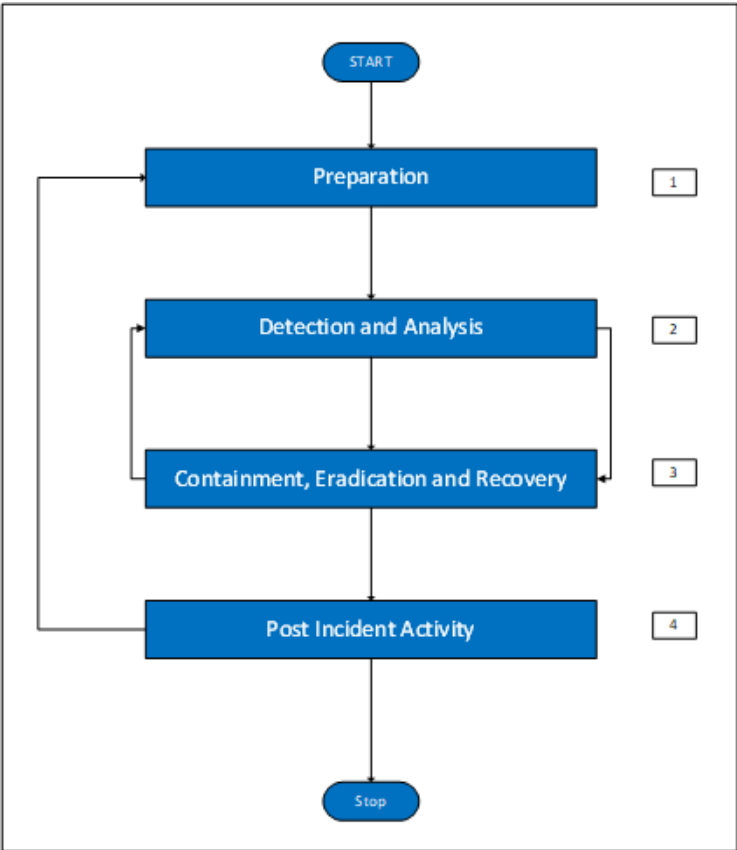 START
Preparation
1
Detection and Analysis
2
Containment, Eradication and Recovery
3
Post Incident Activity
4
Stop